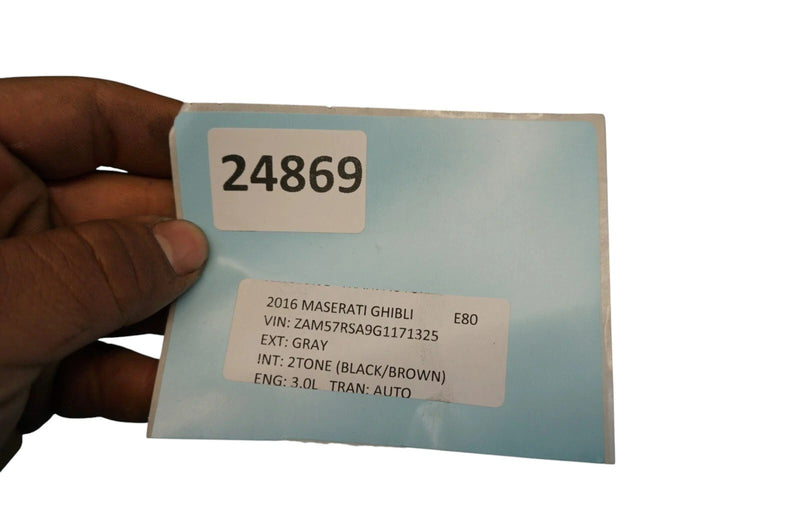 24869
2016 MASERATI GHIBLI E80
VIN: ZAM57RSA9G1171325
EXT: GRAY
INT: 2TONE (BLACK/BROWN)
ENG: 3.0L TRAN: AUTO